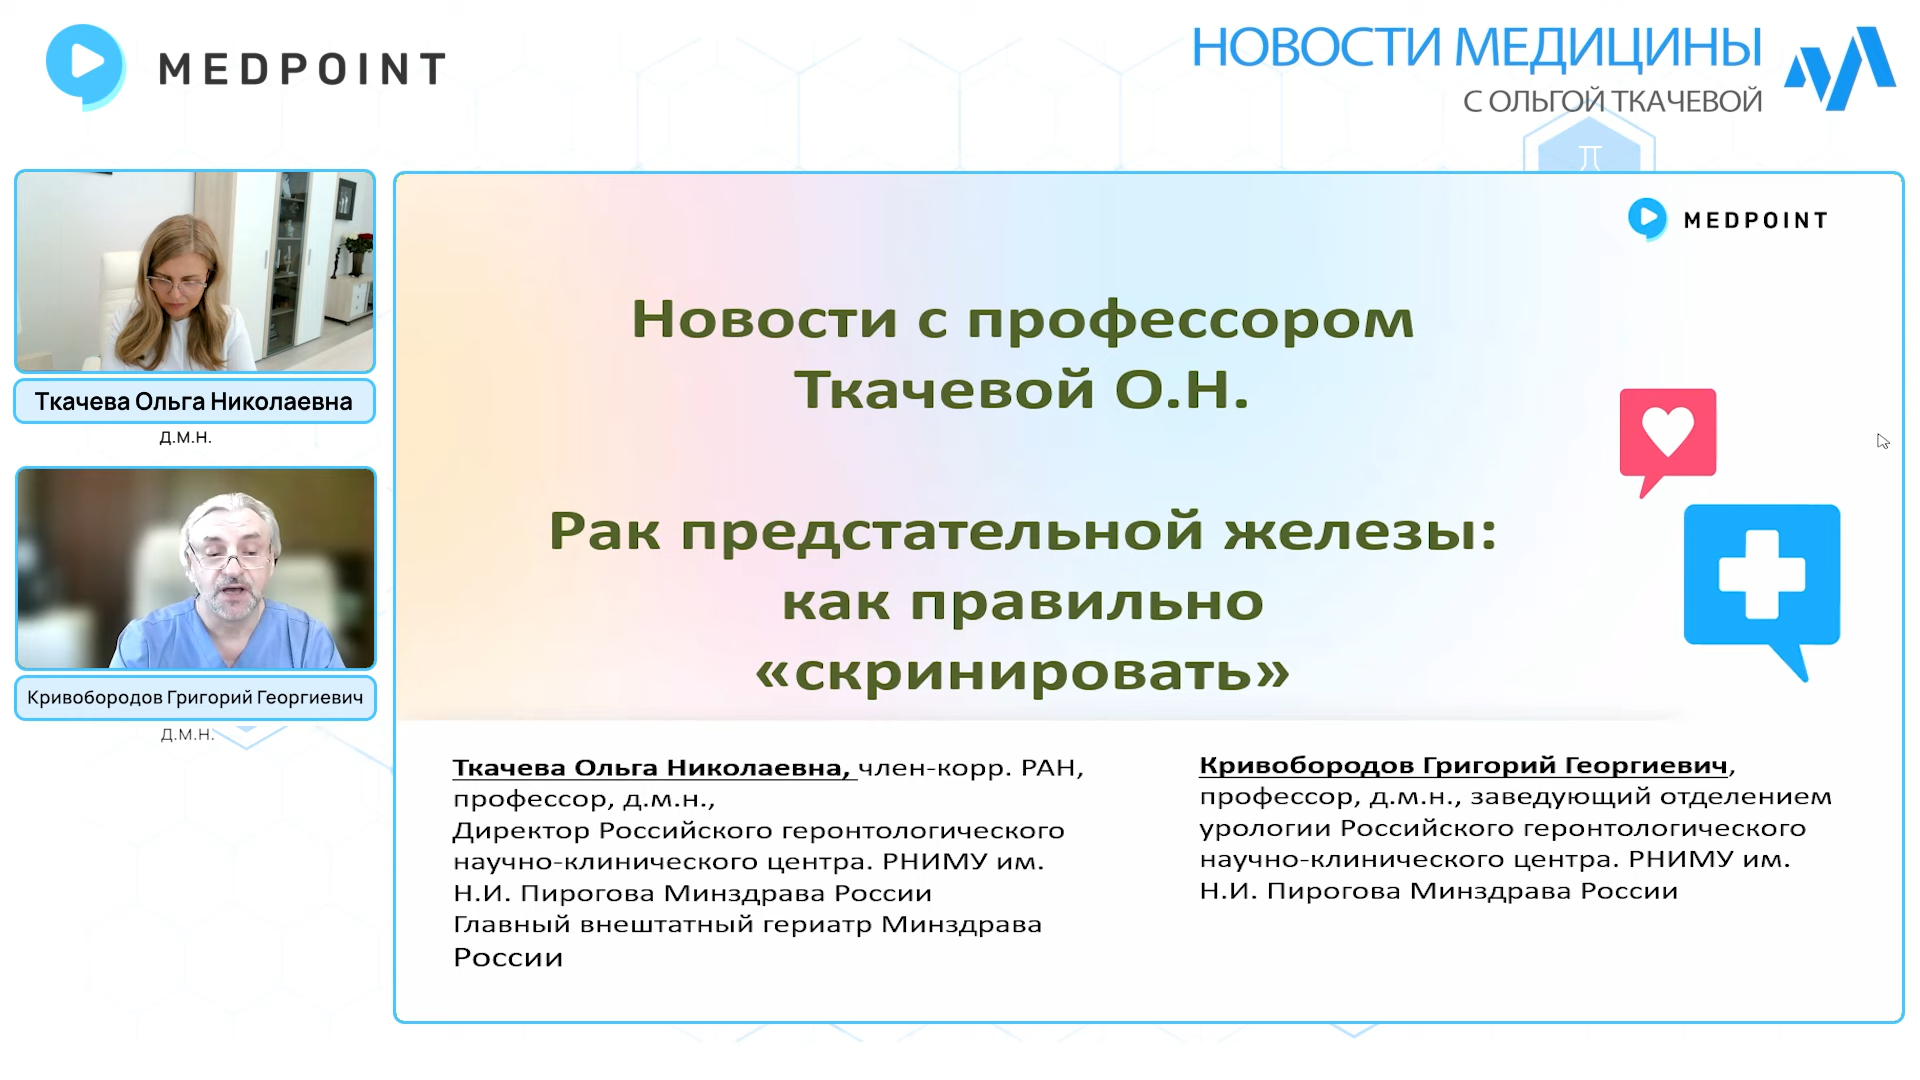 MEDPOINT
НОВОСТИ МЕДИЦИНЫ
С ОЛЬГОЙ ТКАЧЕВОЙ
Ткачева Ольга Николаевна
д.м.н.
Кривобородов Григорий Георгиевич
д.м.н.
MEDPOINT
Новости с профессором
Ткачевой О.Н.
Рак предстательной железы:
как правильно
«скринировать»
Ткачева Ольга Николаевна, член-корр. РАН,
профессор, д.м.н.,
Директор Российского геронтологического
научно-клинического центра. РНИМУ им.
Н.И. Пирогова Минздрава России
Главный внештатный гериатр Минздрава
России
Кривобородов Григорий Георгиевич,
профессор, д.м.н., заведующий отделением
урологии Российского геронтологического
научно-клинического центра. РНИМУ им.
Н.И. Пирогова Минздрава России